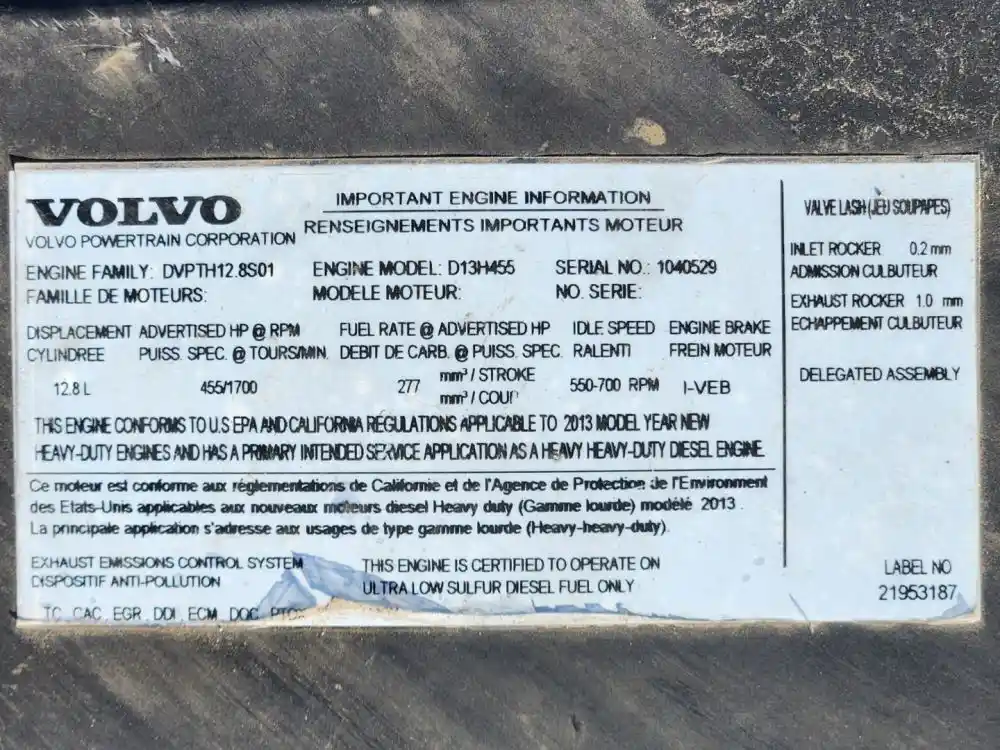 VOLVO
VOLVO POWERTRAIN CORPORATION
IMPORTANT ENGINE INFORMATION
RENSEIGNEMENTS IMPORTANTS MOTEUR
ENGINE FAMILY: DVPTH12.8S01 ENGINE MODEL: D13H455 SERIAL NO.: 1040529
FAMILLE DE MOTEURS: MODELE MOTEUR: NO. SERIE:
DISPLACEMENT ADVERTISED HP @ RPM FUEL RATE @ ADVERTISED HP IDLE SPEED ENGINE BRAKE
CYLINDREE PUISS. SPEC. @ TOURS/MIN. DEBIT DE CARB. @ PUISS. SPEC. RALENTI FREIN MOTEUR
12.8 L 455/1700 277 mm³ / STROKE 550-700 RPM I-VEB
mm³ / COUP
THIS ENGINE CONFORMS TO U.S EPA AND CALIFORNIA REGULATIONS APPLICABLE TO 2013 MODEL YEAR NEW
HEAVY-DUTY ENGINES AND HAS A PRIMARY INTENDED SERVICE APPLICATION AS A HEAVY HEAVY-DUTY DIESEL ENGINE.
Ce moteur est conforme aux réglementations de Californie et de l'Agence de Protection de l'Environment
des Etats-Unis applicables aux nouveaux moteurs diesel Heavy duty (Gamme lourde) modélé 2013 .
La principale application s'adresse aux usages de type gamme lourde (Heavy-heavy-duty).
EXHAUST EMISSIONS CONTROL SYSTEM
DISPOSITIF ANTI-POLLUTION
TC, CAC, EGR, DDI, ECM, DOC,
THIS ENGINE IS CERTIFIED TO OPERATE ON
ULTRA LOW SULFUR DIESEL FUEL ONLY
VALVE LASH (JEU SOUPAPES)
INLET ROCKER 0.2 mm
ADMISSION CULBUTEUR
EXHAUST ROCKER 1.0 mm
ECHAPPEMENT CULBUTEUR
DELEGATED ASSEMBLY
LABEL NO
21953187